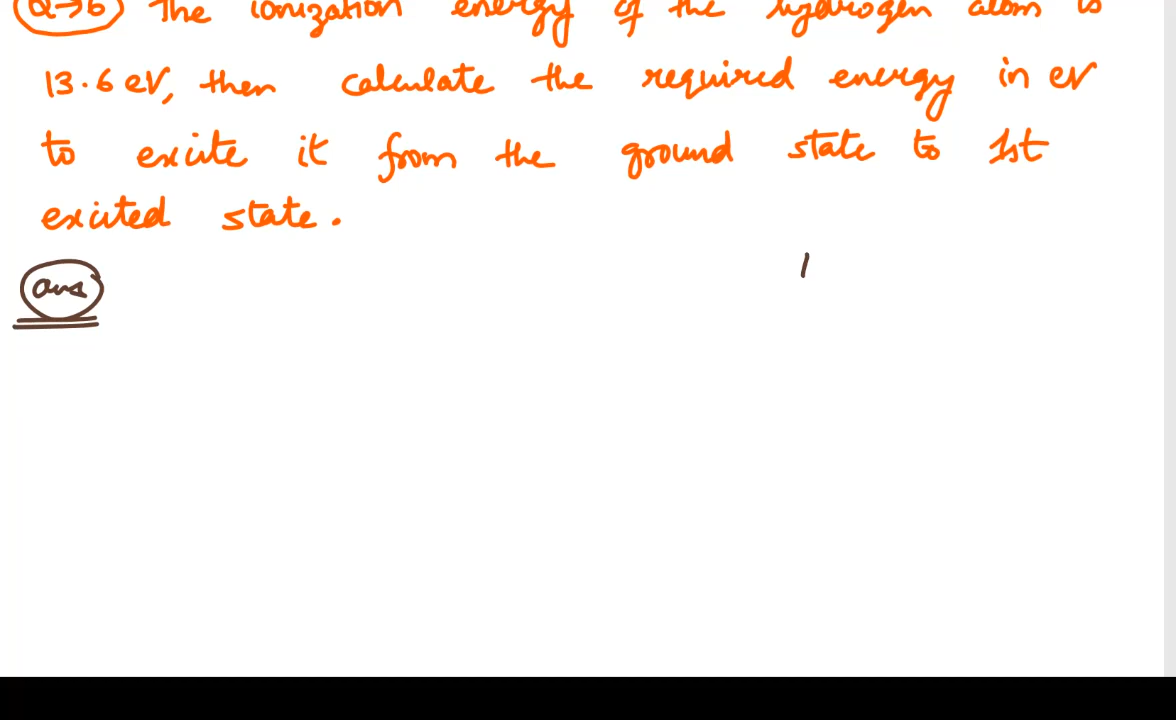 Q→6 The ionization energy of the hydrogen atom is
13.6 eV, then calculate the required energy in eV
to excite it from the ground state to 1st
excited state.
ans